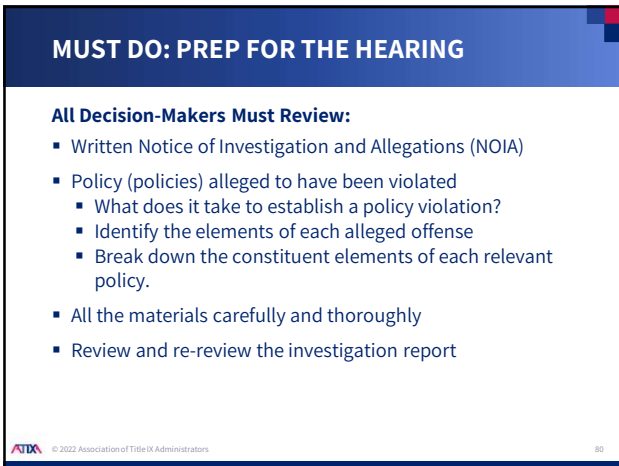 MUST DO: PREP FOR THE HEARING
All Decision-Makers Must Review:
▪ Written Notice of Investigation and Allegations (NOIA)
▪ Policy (policies) alleged to have been violated
▪ What does it take to establish a policy violation?
▪ Identify the elements of each alleged offense
▪ Break down the constituent elements of each relevant
policy.
▪ All the materials carefully and thoroughly
▪ Review and re-review the investigation report
ATIXA © 2022 Association of Title IX Administrators 80